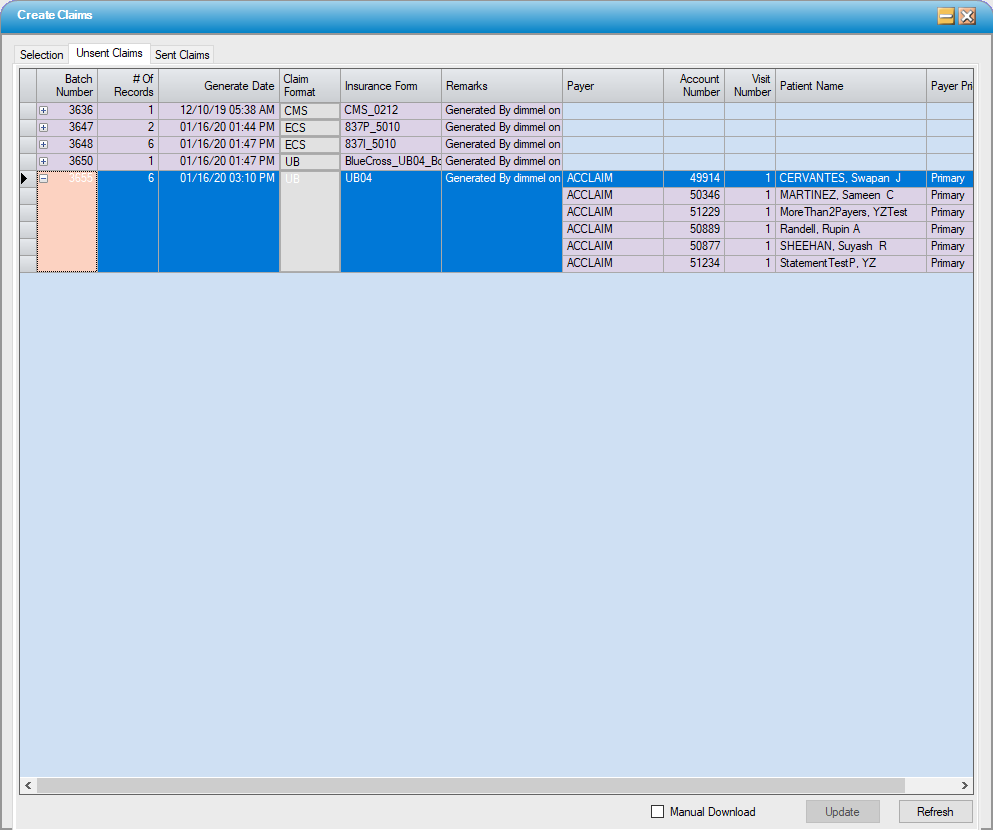 Create Claims
Selection Unsent Claims Sent Claims
Batch Number # Of Records Generate Date Claim Format Insurance Form Remarks Payer Account Number Visit Number Patient Name Payer Pri
3636 1 12/10/19 05:38 AM CMS CMS_0212 Generated By dimmel on
3647 2 01/16/20 01:44 PM ECS 837P_5010 Generated By dimmel on
3648 6 01/16/20 01:47 PM ECS 837I_5010 Generated By dimmel on
3650 1 01/16/20 01:47 PM UB BlueCross_UB04_Bo Generated By dimmel on
6 01/16/20 03:10 PM UB UB04 Generated By dimmel on ACCLAIM 49914 1 CERVANTES, Swapan J Primary
ACCLAIM 50346 1 MARTINEZ, Sameen C Primary
ACCLAIM 51229 1 MoreThan2Payers, YZTest Primary
ACCLAIM 50889 1 Randell, Rupin A Primary
ACCLAIM 50877 1 SHEEHAN, Suyash R Primary
ACCLAIM 51234 1 StatementTestP, YZ Primary
Manual Download Update Refresh